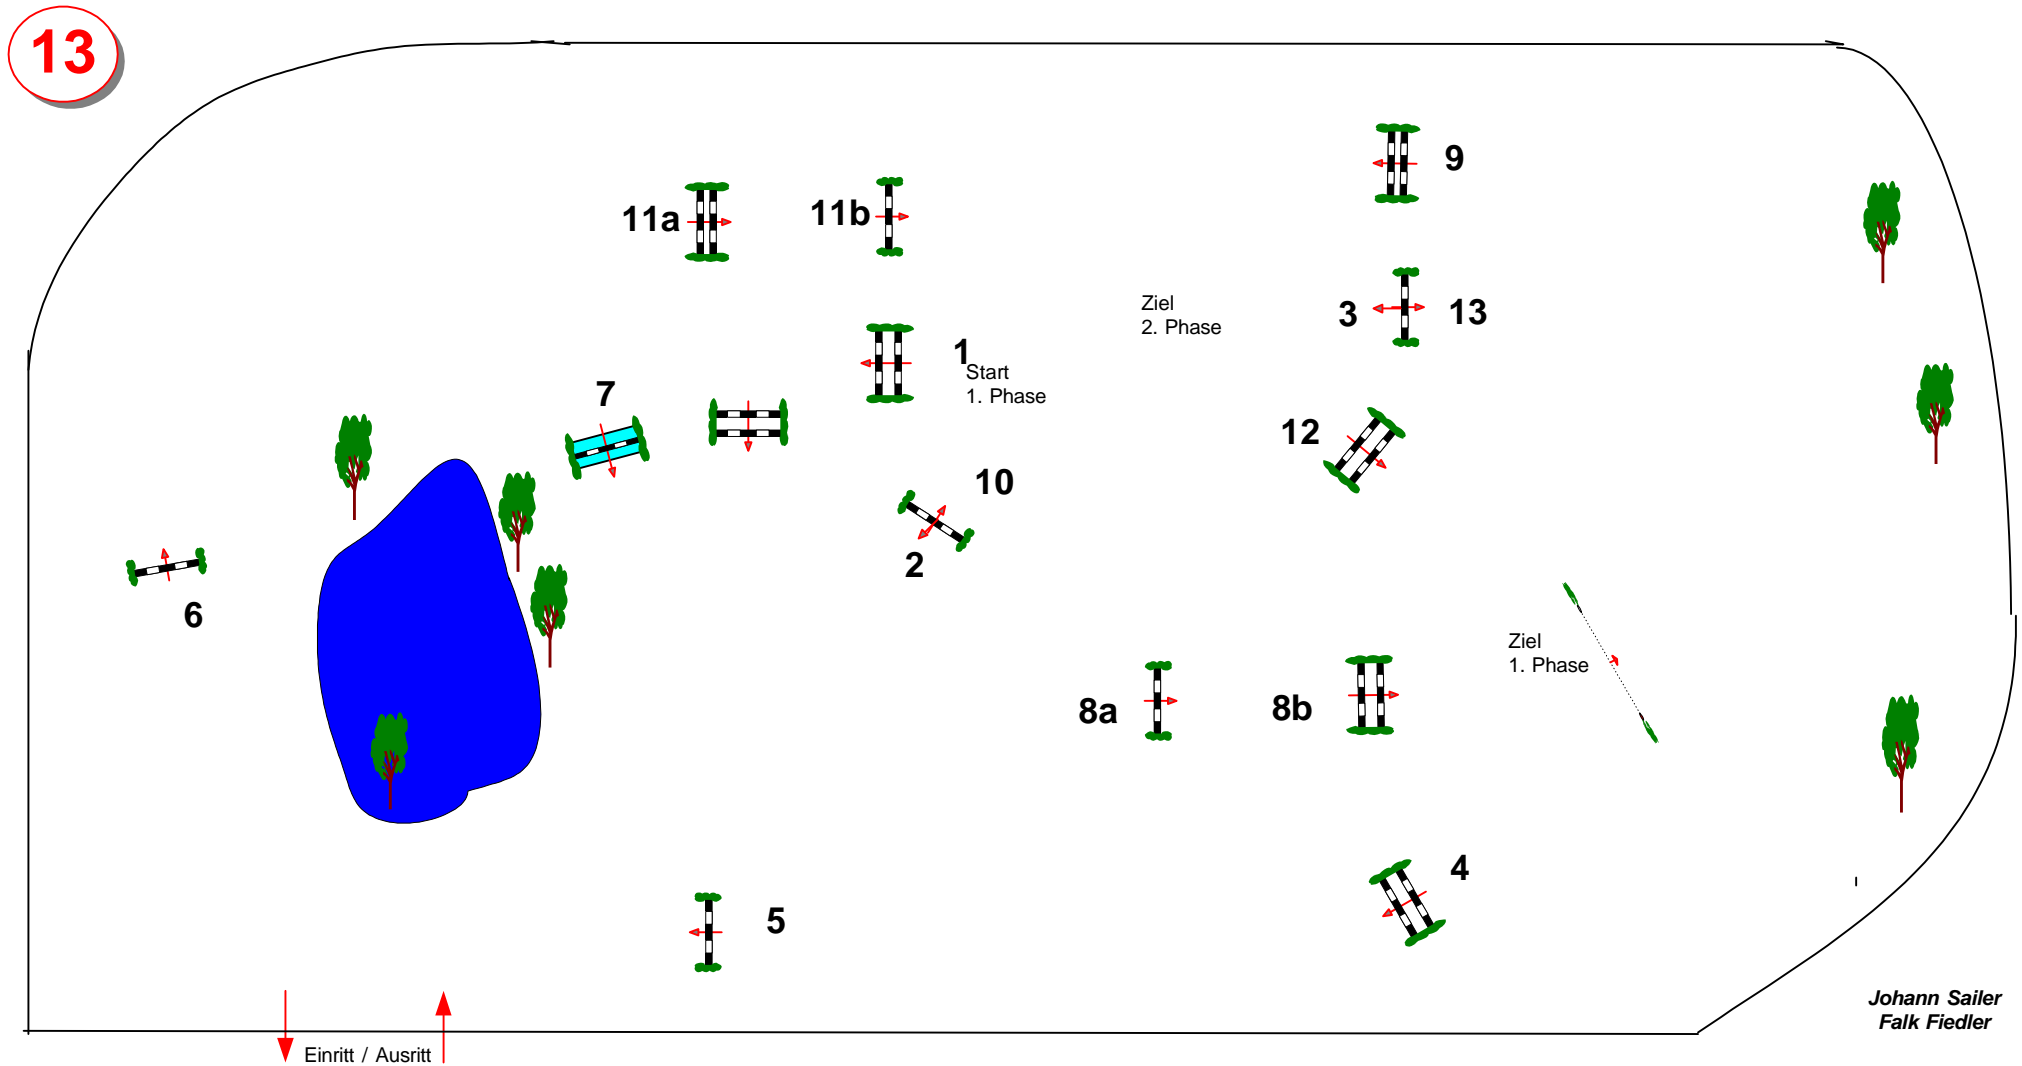 13
9
11a
11b
Ziel
2. Phase
3
13
1
Start
1. Phase
7
12
10
2
6
Ziel
1. Phase
8a
8b
4
5
Johann Sailer
Falk Fiedler
Einritt / Ausritt